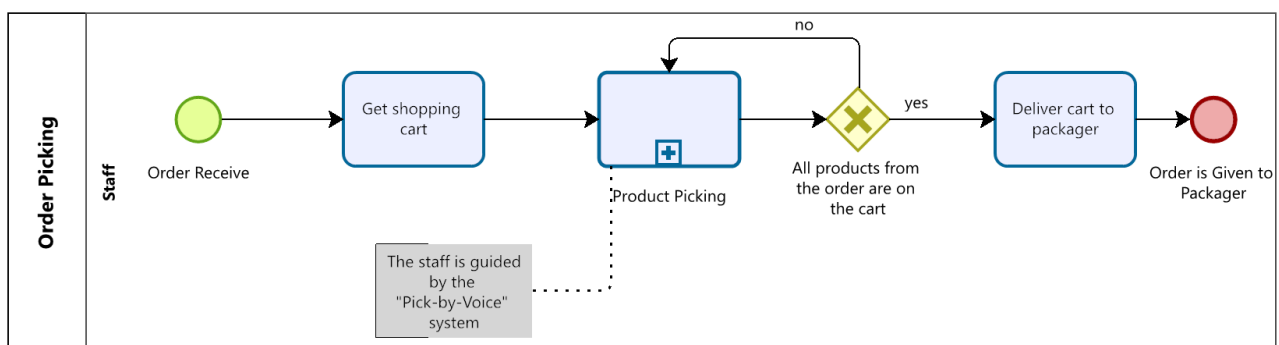 Order Picking
Staff
Order Receive
Get shopping
cart
Product Picking
The staff is guided
by the
"Pick-by-Voice"
system
no
All products from
the order are on
the cart
yes
Deliver cart to
packager
Order is Given to
Packager